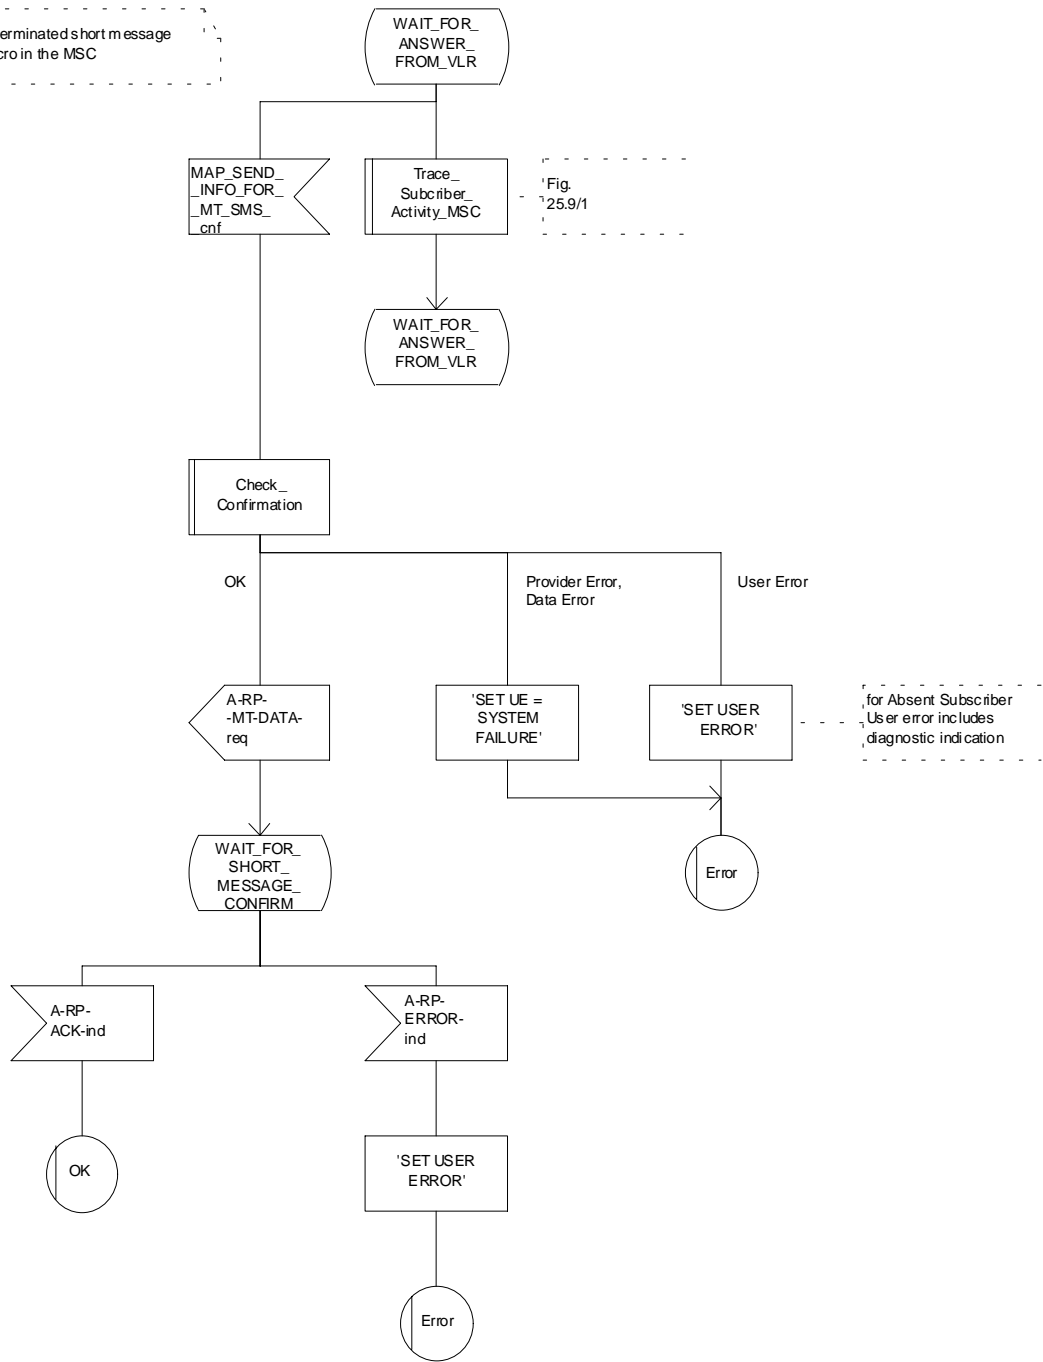 erminated short message
cro in the MSC
WAIT_FOR_
ANSWER_
FROM_VLR
MAP_SEND_
_INFO_FOR_
_MT_SMS_
cnf
Trace_
Subcriber_
Activity_MSC
Fig.
25.9/1
WAIT_FOR_
ANSWER_
FROM_VLR
Check_
Confirmation
OK
Provider Error,
Data Error
User Error
A-RP-
-MT-DATA-
req
'SET UE =
SYSTEM
FAILURE'
'SET USER
ERROR'
for Absent Subscriber
User error includes
diagnostic indication
WAIT_FOR_
SHORT_
MESSAGE_
CONFIRM
Error
A-RP-
ACK-ind
A-RP-
ERROR-
ind
OK
'SET USER
ERROR'
Error